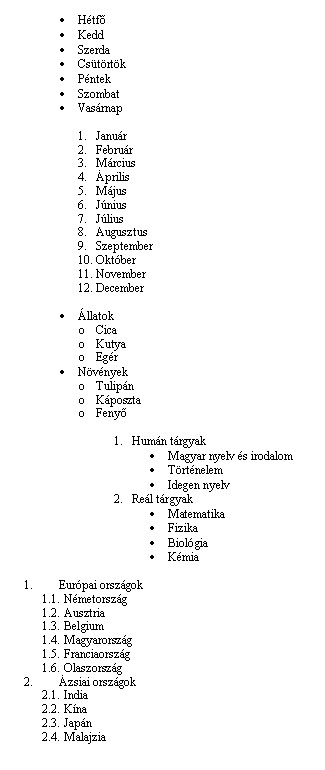 • Hétfő
• Kedd
• Szerda
• Csütörtök
• Péntek
• Szombat
• Vasárnap
1. Január
2. Február
3. Március
4. Április
5. Május
6. Június
7. Július
8. Augusztus
9. Szeptember
10. Október
11. November
12. December
• Állatok
o Cica
o Kutya
o Egér
• Növények
o Tulipán
o Káposzta
o Fenyő
1. Humán tárgyak
• Magyar nyelv és irodalom
• Történelem
• Idegen nyelv
2. Reál tárgyak
• Matematika
• Fizika
• Biológia
• Kémia
1. Európai országok
1.1. Németország
1.2. Ausztria
1.3. Belgium
1.4. Magyarország
1.5. Franciaország
1.6. Olaszország
2. Ázsiai országok
2.1. India
2.2. Kína
2.3. Japán
2.4. Malajzia